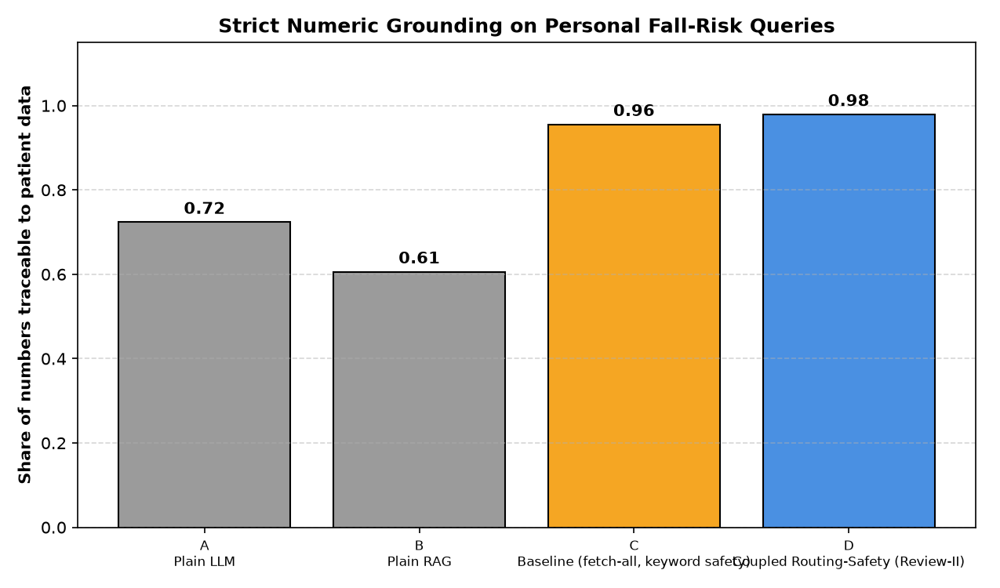 Strict Numeric Grounding on Personal Fall-Risk Queries
Share of numbers traceable to patient data
1.0
0.8
0.6
0.4
0.2
0.0
0.72
0.61
0.96
0.98
A
Plain LLM
B
Plain RAG
C
Baseline (fetch-all, keyword safety)
D
Coupled Routing-Safety (Review-II)